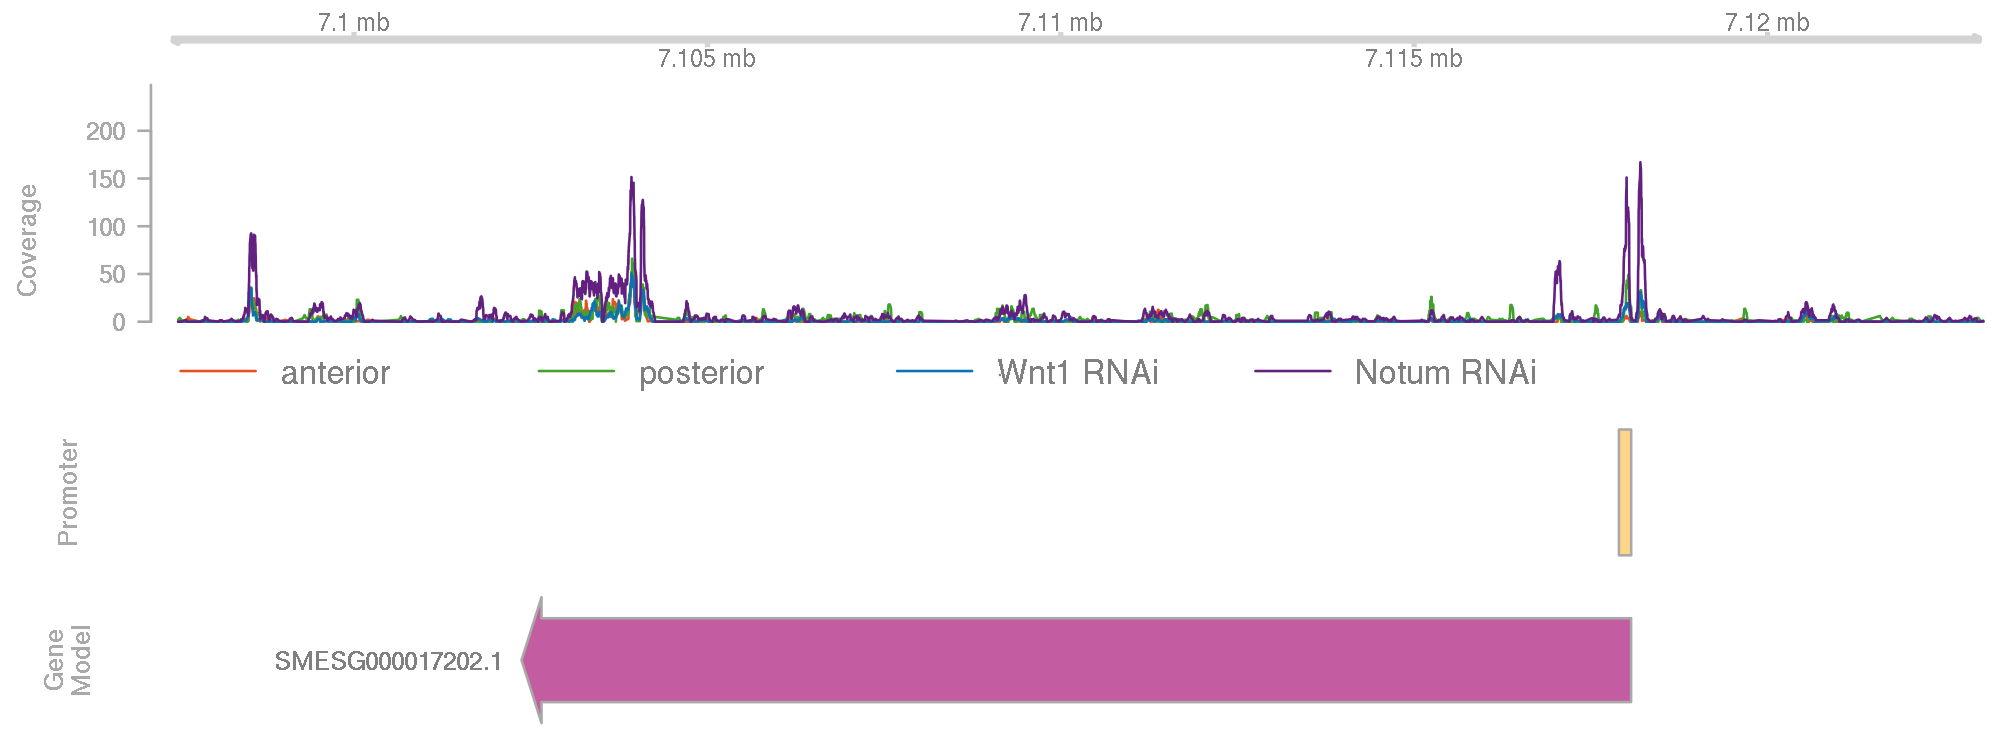 7.1 mb
7.11 mb
7.12 mb
7.105 mb
7.115 mb
Coverage
200
150
100
50
0
anterior
posterior
Wnt1 RNAi
Notum RNAi
Promoter
Gene
Model
SMESG000017202.1